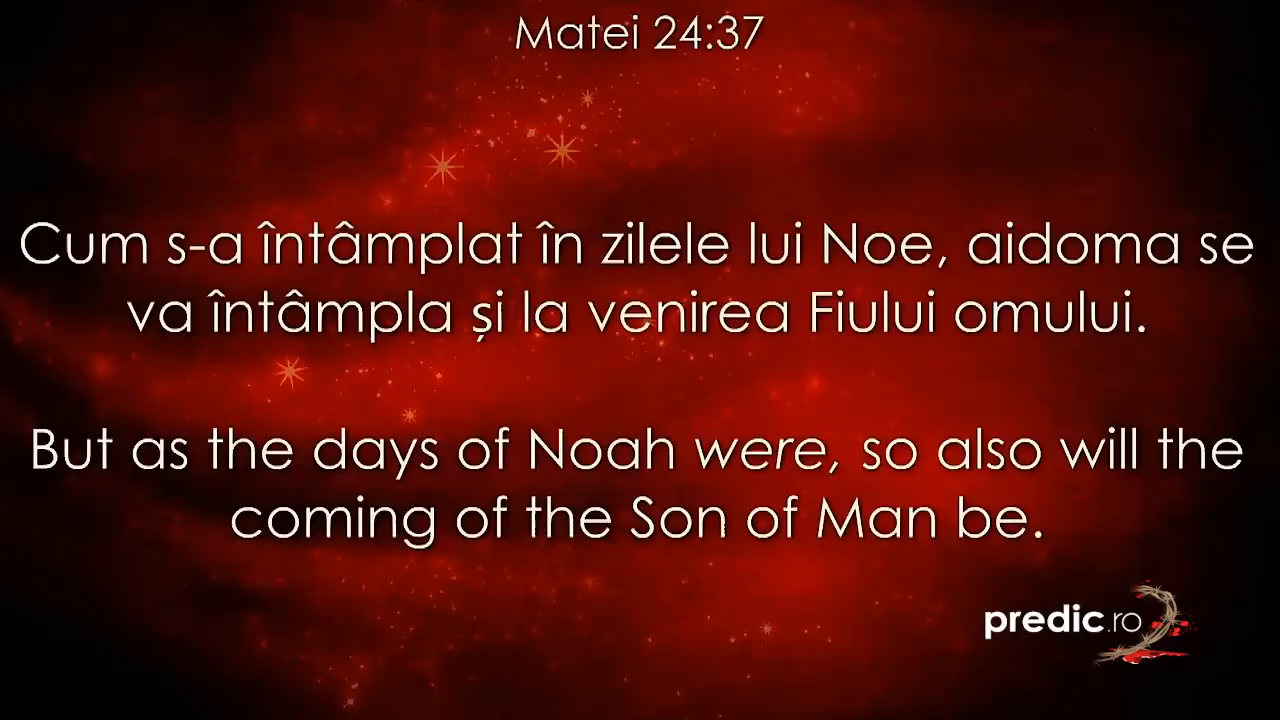 Matei 24:37
Cum s-a întâmplat în zilele lui Noe, aidoma se
va întâmpla și la venirea Fiului omului.
But as the days of Noah were, so also will the
coming of the Son of Man be.
predic.ro